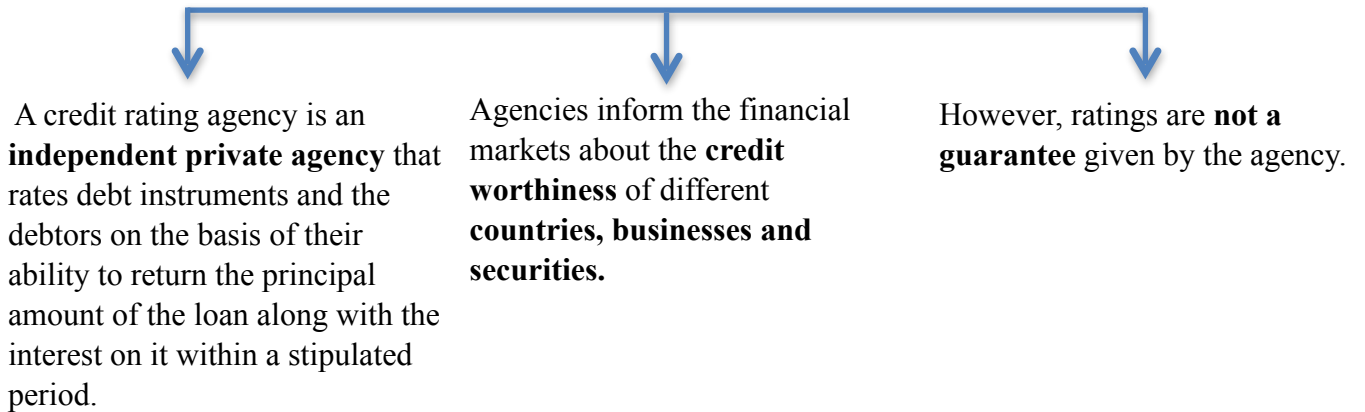 A credit rating agency is an
independent private agency that
rates debt instruments and the
debtors on the basis of their
ability to return the principal
amount of the loan along with the
interest on it within a stipulated
period.
Agencies inform the financial
markets about the credit
worthiness of different
countries, businesses and
securities.
However, ratings are not a
guarantee given by the agency.